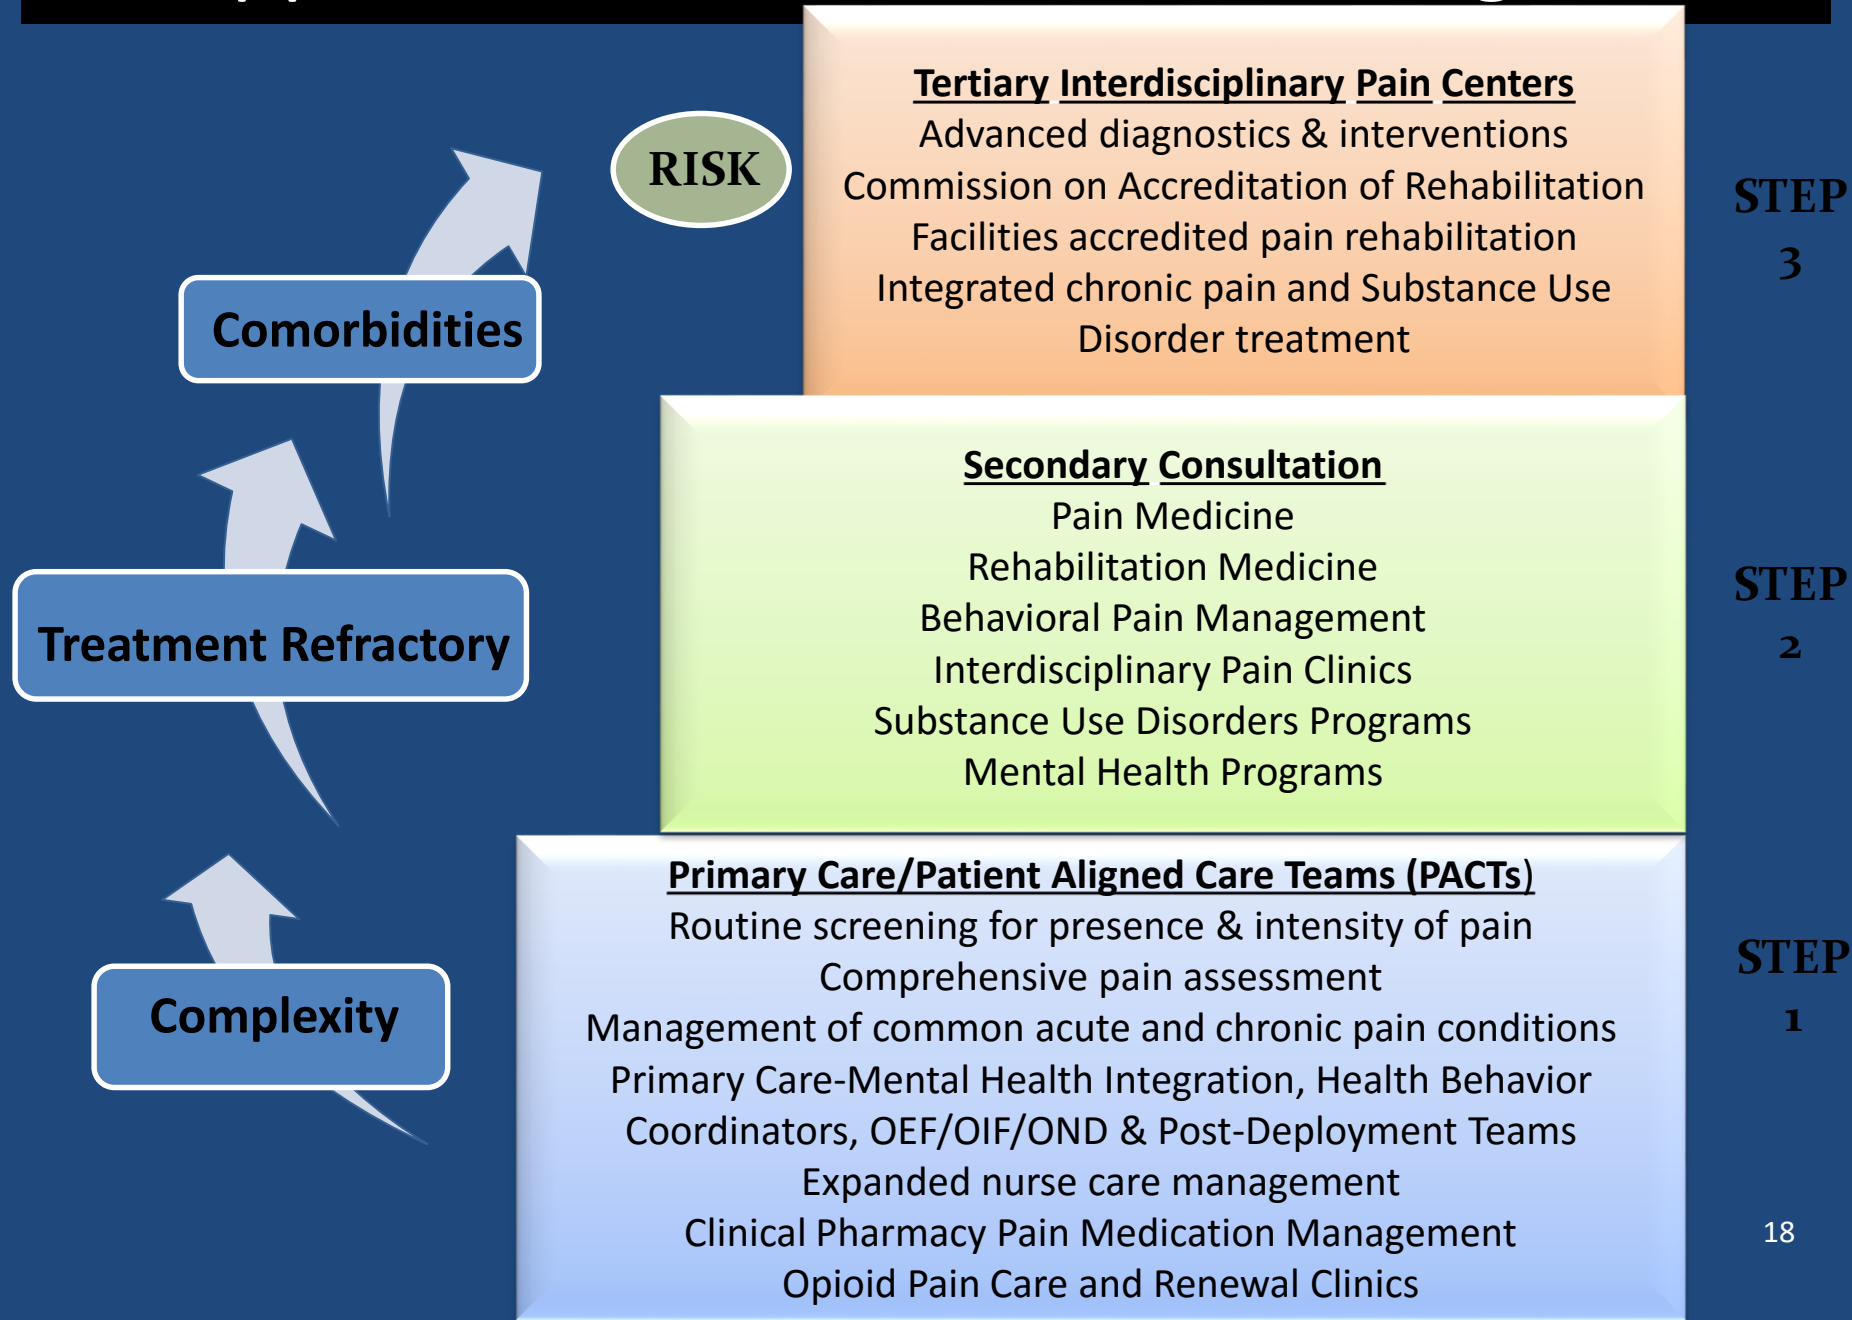 Tertiary Interdisciplinary Pain Centers
Advanced diagnostics & interventions
Commission on Accreditation of Rehabilitation
Facilities accredited pain rehabilitation
Integrated chronic pain and Substance Use
Disorder treatment
RISK
STEP
3
Comorbidities
Secondary Consultation
Pain Medicine
Rehabilitation Medicine
Behavioral Pain Management
Interdisciplinary Pain Clinics
Substance Use Disorders Programs
Mental Health Programs
STEP
2
Treatment Refractory
Primary Care/Patient Aligned Care Teams (PACTs)
Routine screening for presence & intensity of pain
Comprehensive pain assessment
Management of common acute and chronic pain conditions
Primary Care-Mental Health Integration, Health Behavior
Coordinators, OEF/OIF/OND & Post-Deployment Teams
Expanded nurse care management
Clinical Pharmacy Pain Medication Management
Opioid Pain Care and Renewal Clinics
STEP
1
Complexity
18